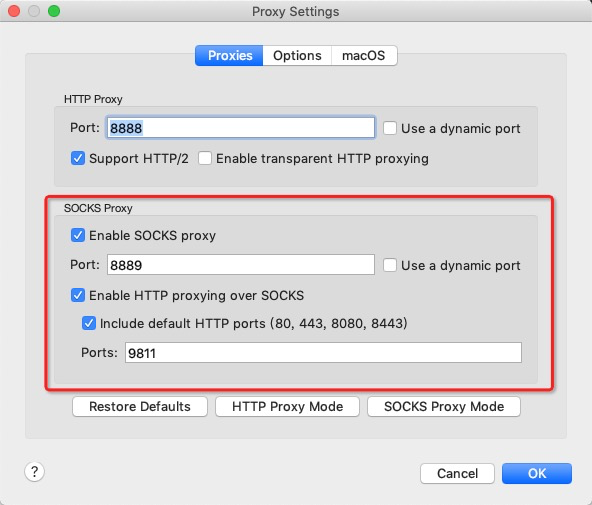 Proxy Settings
Proxies Options macOS
HTTP Proxy
Port: 8888 Use a dynamic port
Support HTTP/2 Enable transparent HTTP proxying
SOCKS Proxy
Enable SOCKS proxy
Port: 8889 Use a dynamic port
Enable HTTP proxying over SOCKS
Include default HTTP ports (80, 443, 8080, 8443)
Ports: 9811
Restore Defaults HTTP Proxy Mode SOCKS Proxy Mode
? Cancel OK